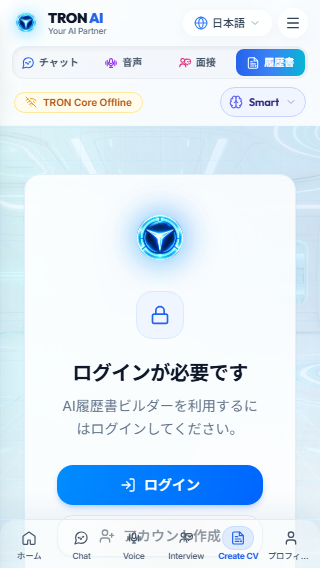 TRON AI
Your AI Partner
日本語
チャット
音声
面接
履歴書
TRON Core Offline
Smart
ログインが必要です
AI履歴書ビルダーを利用するに
はログインしてください。
ログイン
アカウント作成
ホーム
Chat
Voice
Interview
Create CV
プロフィ...